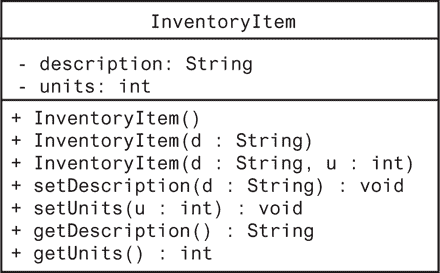 InventoryItem
- description: String
- units: int
+ InventoryItem()
+ InventoryItem(d : String)
+ InventoryItem(d : String, u : int)
+ setDescription(d : String) : void
+ setUnits(u : int) : void
+ getDescription() : String
+ getUnits() : int